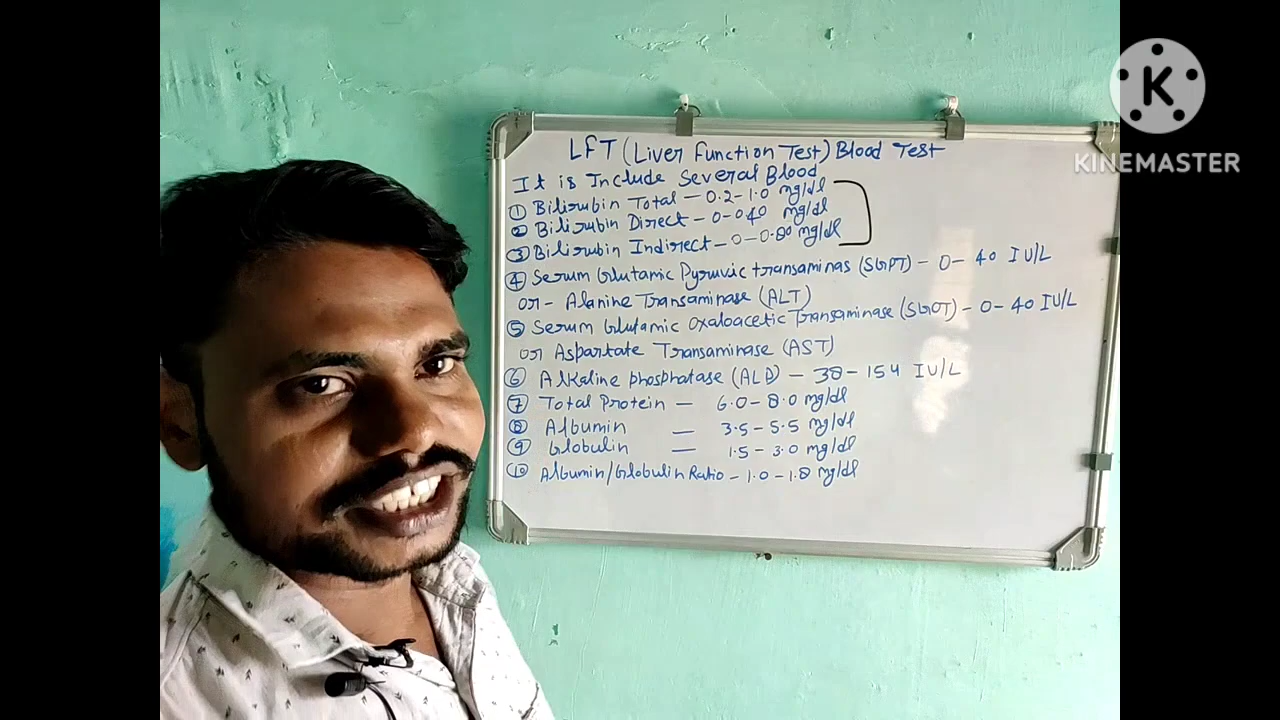 LFT (Liver Function Test) Blood Test
It is Include Several Blood
① Bilirubin Total – 0.2-1.0 mg/dl
② Bilirubin Direct – 0-040 mg/dl
③ Bilirubin Indirect – 0-0.80 mg/dl
④ Serum Glutamic Pyruvic transaminas (SGPT) – 0-40 IU/L
or - Alanine Transaminase (ALT)
⑤ Serum Glutamic Oxaloacetic Transaminase (SGOT) – 0-40 IU/L
or Aspartate Transaminase (AST)
⑥ Alkaline phosphatase (ALP) – 38-154 IU/L
⑦ Total Protein – 6.0-8.0 mg/dl
⑧ Albumin = 3.5-5.5 mg/dl
⑨ Globulin = 1.5-3.0 mg/dl
⑩ Albumin/Globulin Ratio – 1.0-1.8 mg/dl
K
KINEMASTER